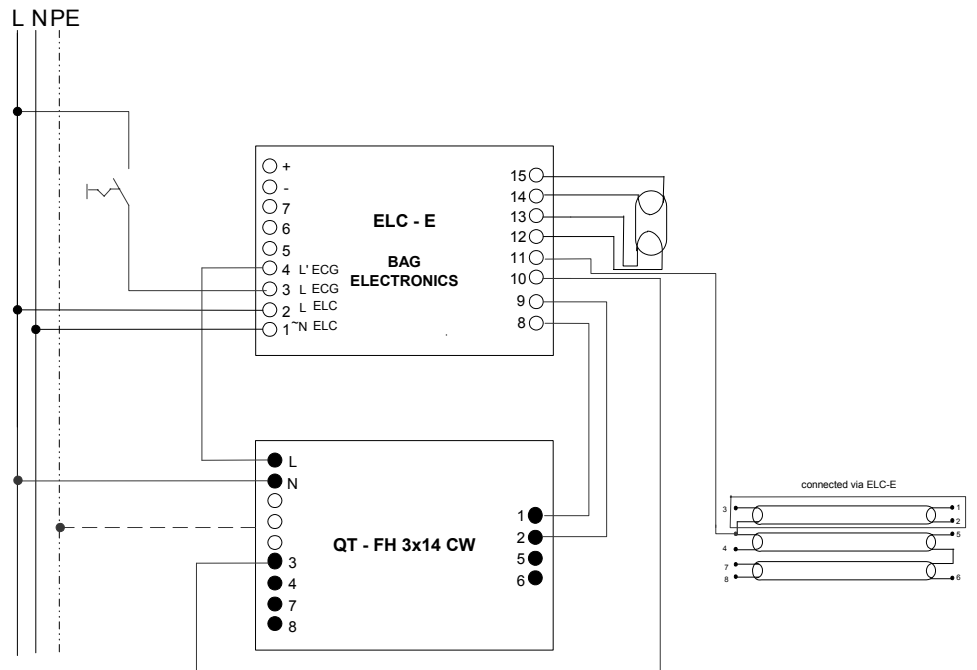 L N PE
+
-
7
6
5
4 L' ECG
3 L ECG
2 L ELC
1 ~N ELC
ELC - E
BAG
ELECTRONICS
15
14
13
12
11
10
9
8
L
N
3
4
7
8
QT - FH 3x14 CW
1
2
5
6
connected via ELC-E
3 1
2
5
4
7
8 6